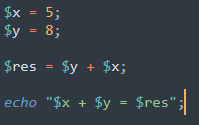 $x = 5;
$y = 8;
$res = $y + $x;
echo "$x + $y = $res";